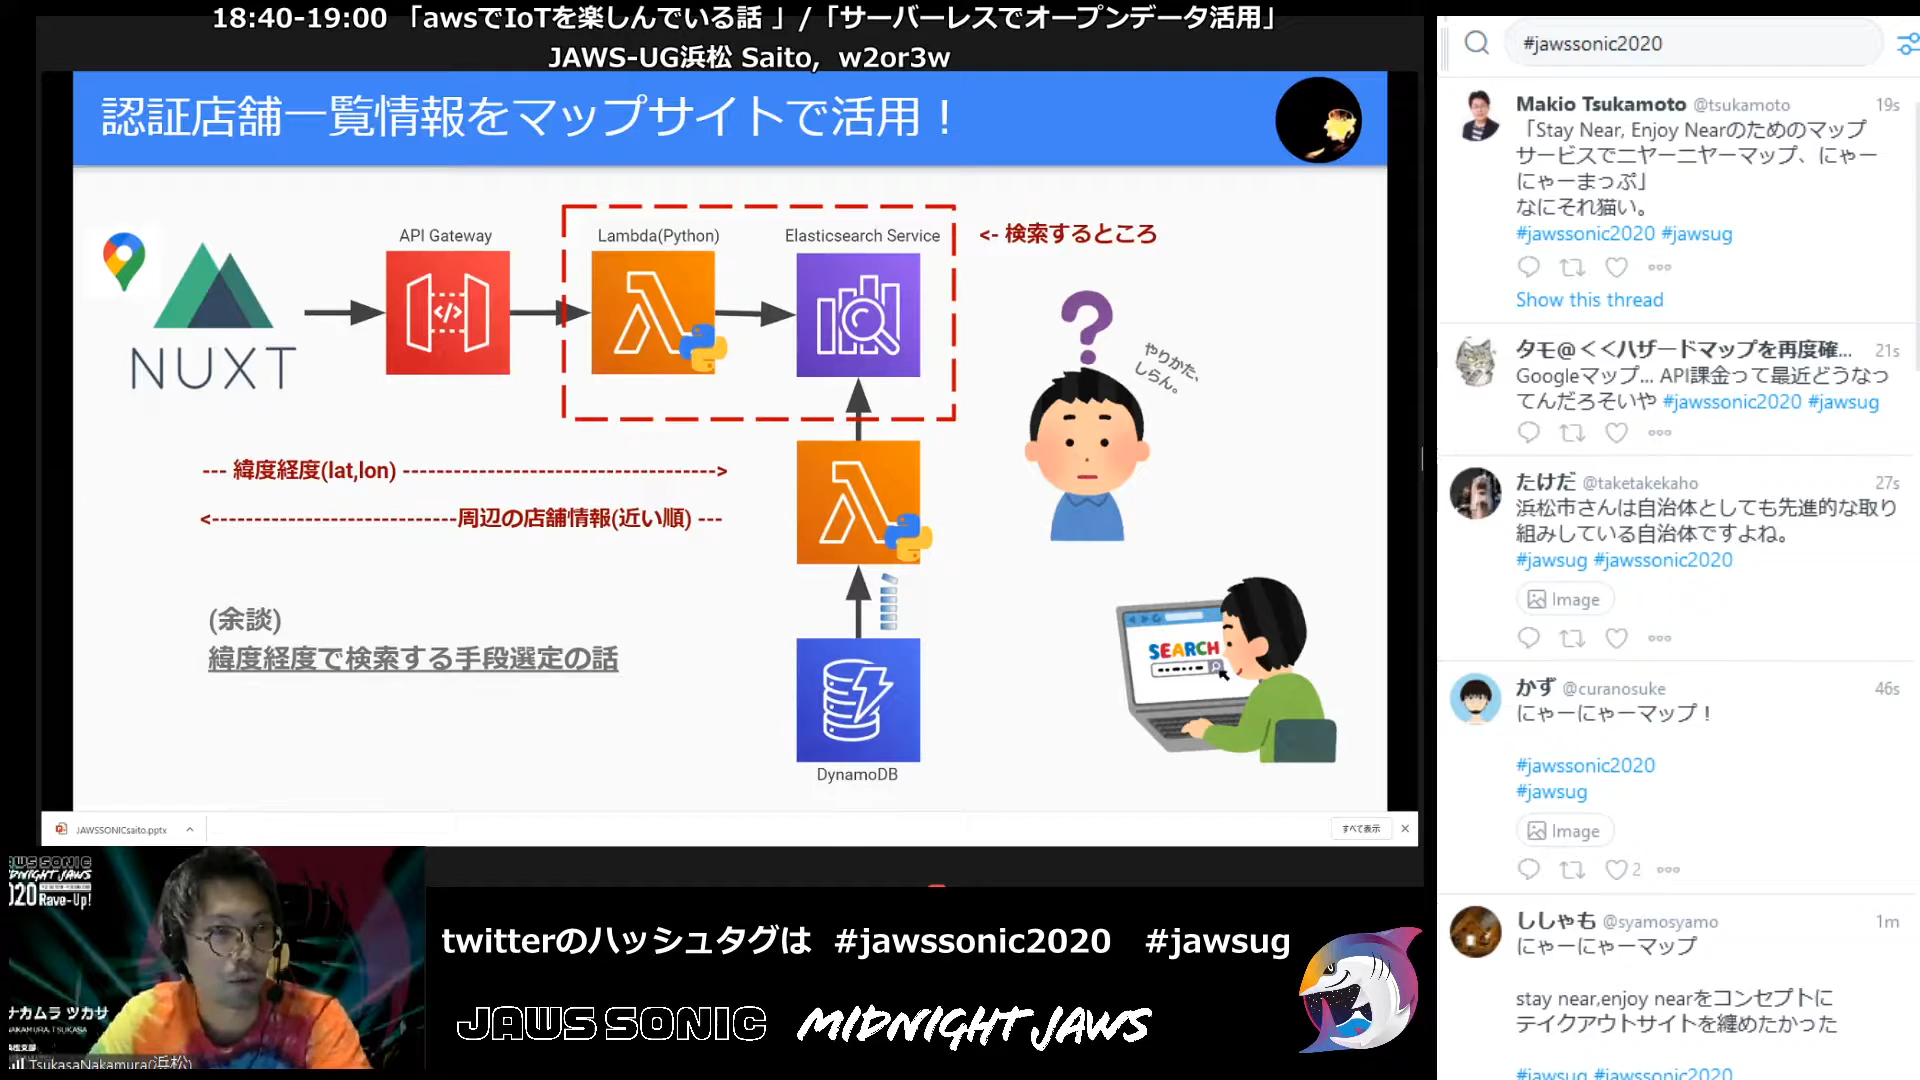 18:40-19:00 「awsでIoTを楽しんでいる話 」/「サーバーレスでオープンデータ活用」
JAWS-UG浜松 Saito, w2or3w
認証店舗一覧情報をマップサイトで活用！
NUXT
API Gateway
Lambda(Python)
Elasticsearch Service
<- 検索するところ
やりかた、
しらん。
--- 緯度経度(lat,lon) ------------------------------------->
<-----------------------------周辺の店舗情報(近い順) ---
(余談)
緯度経度で検索する手段選定の話
DynamoDB
SEARCH
JAWSSONICsaito.pptx
すべて表示
JAWS SONIC
MIDNIGHT JAWS
2020 Rave-Up!
ナカムラ ツカサ
NAKAMURA, TSUKASA
浜松支部
TsukasaNakamura(浜松)
twitterのハッシュタグは #jawssonic2020 #jawsug
JAWS SONIC MIDNIGHT JAWS
#jawssonic2020
Makio Tsukamoto @tsukamoto 19s
「Stay Near, Enjoy Nearのためのマップ
サービスでニヤーニヤーマップ、にゃー
にゃーまっぷ」
なにそれ猫い。
#jawssonic2020 #jawsug
Show this thread
タモ@<<ハザードマップを再度確... 21s
Googleマップ... API課金って最近どうなっ
てんだろそいや #jawssonic2020 #jawsug
たけだ @taketakekaho 27s
浜松市さんは自治体としても先進的な取り
組みしている自治体ですよね。
#jawsug #jawssonic2020
Image
かず @curanosuke 46s
にゃーにゃーマップ！
#jawssonic2020
#jawsug
Image
2
ししゃも @syamosyamo 1m
にゃーにゃーマップ
stay near,enjoy nearをコンセプトに
テイクアウトサイトを纏めたかった
#jawsug #jawssonic2020